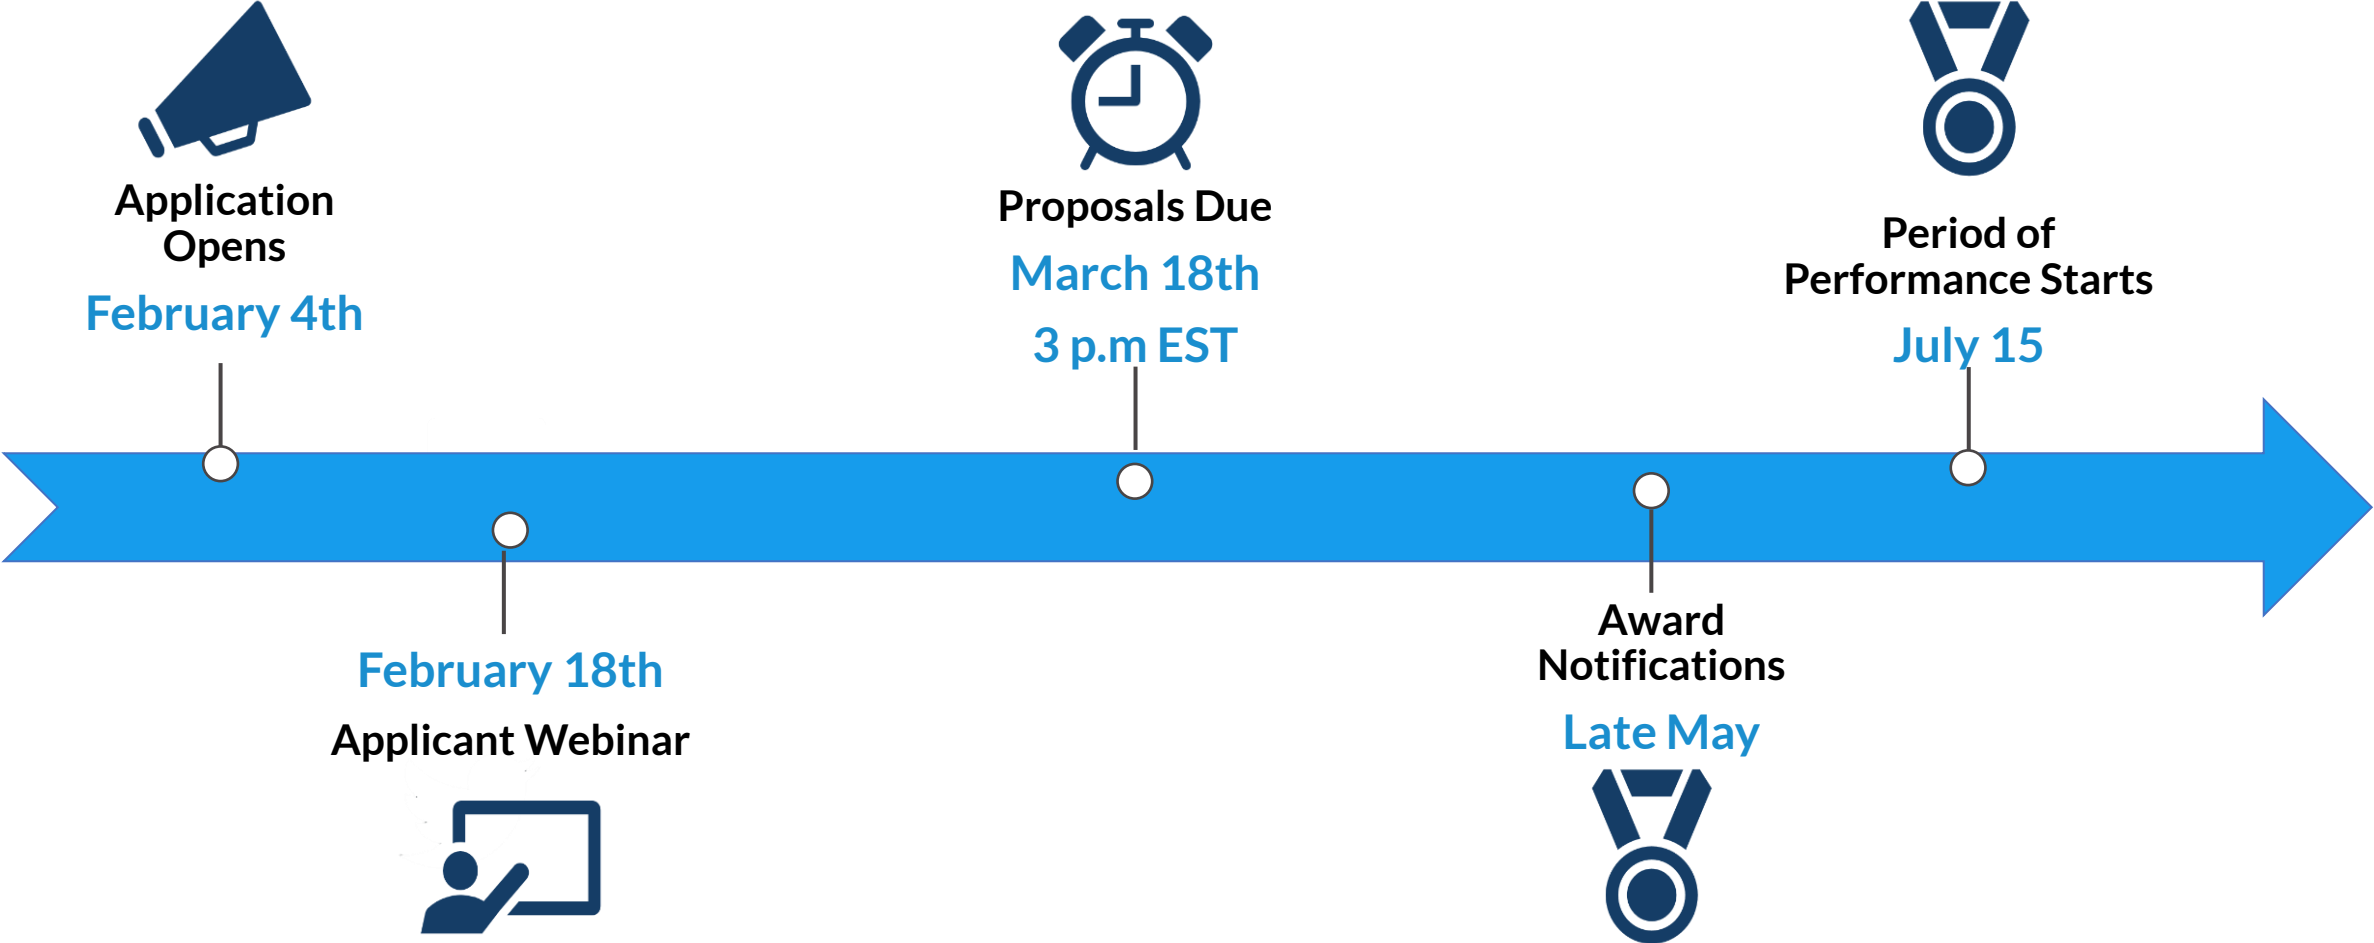 Application
Opens
February 4th
February 18th
Applicant Webinar
Proposals Due
March 18th
3 p.m EST
Award
Notifications
Late May
Period of
Performance Starts
July 15